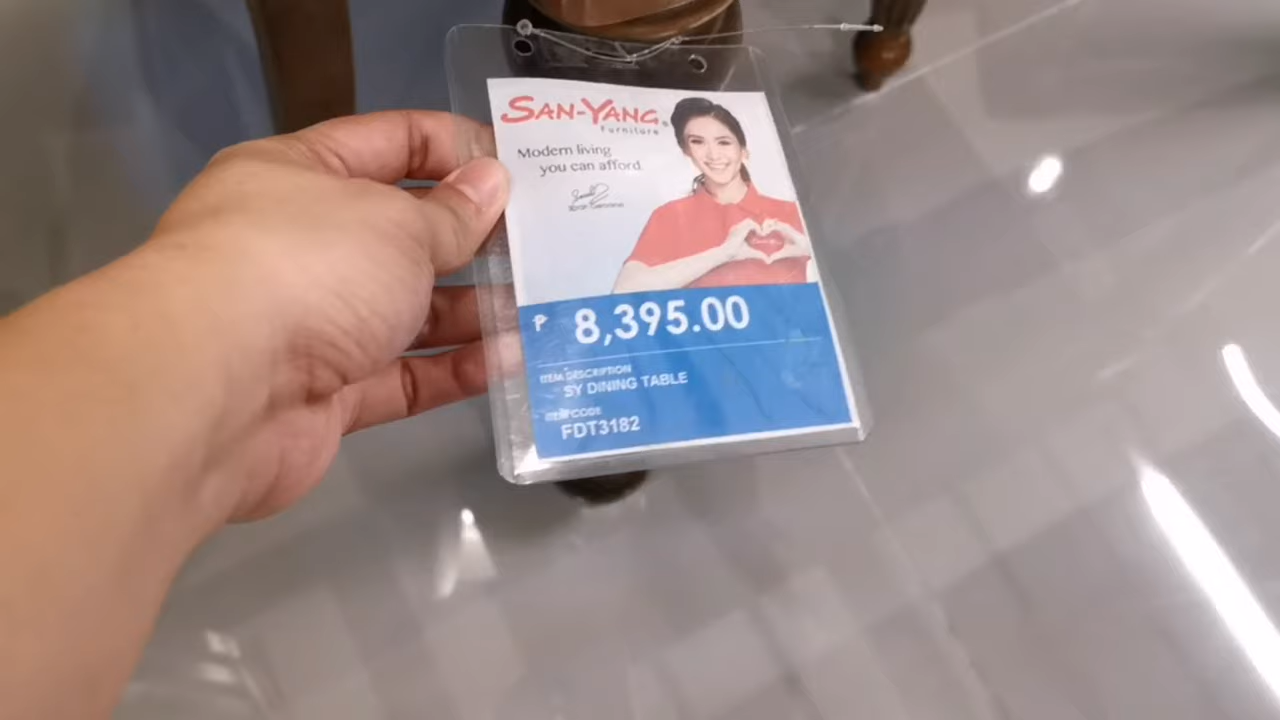 SAN-YANG®
Furniture
Modern living
you can afford.
₱ 8,395.00
ITEM DESCRIPTION
SY DINING TABLE
ITEM CODE
FDT3182